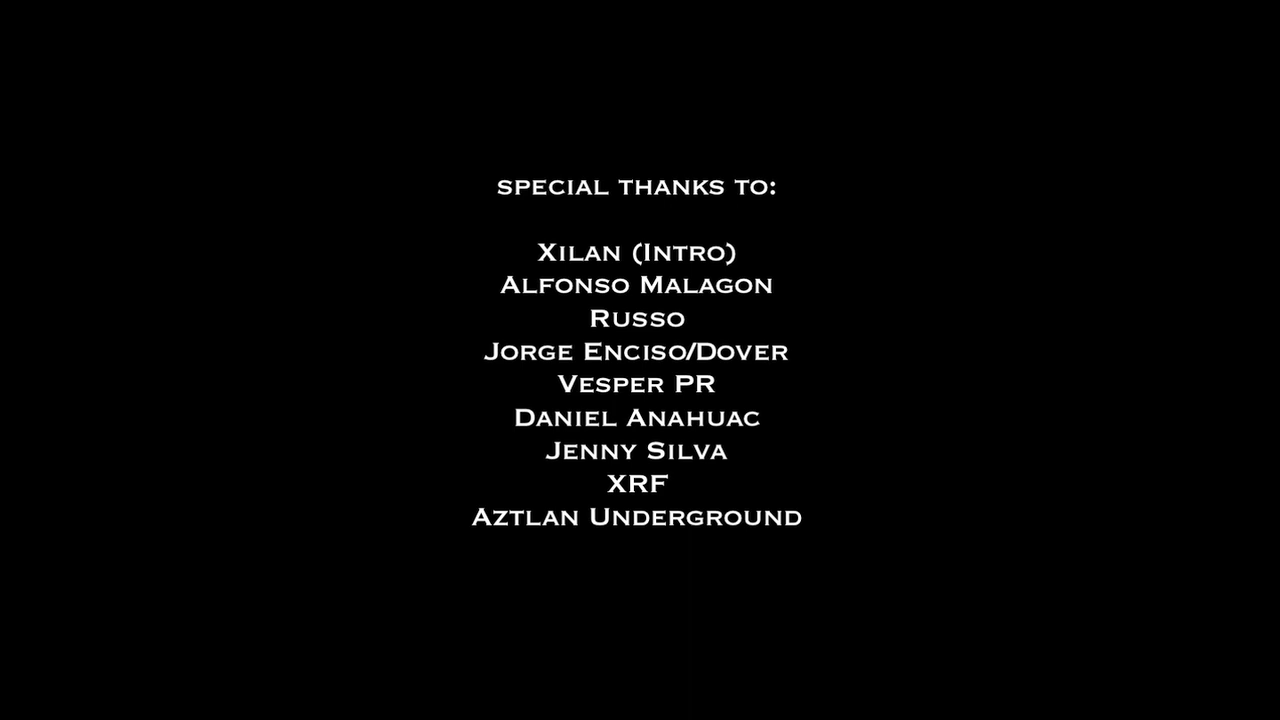 SPECIAL THANKS TO:
XILAN (INTRO)
ALFONSO MALAGON
RUSSO
JORGE ENCISO/DOVER
VESPER PR
DANIEL ANAHUAC
JENNY SILVA
XRF
AZTLAN UNDERGROUND